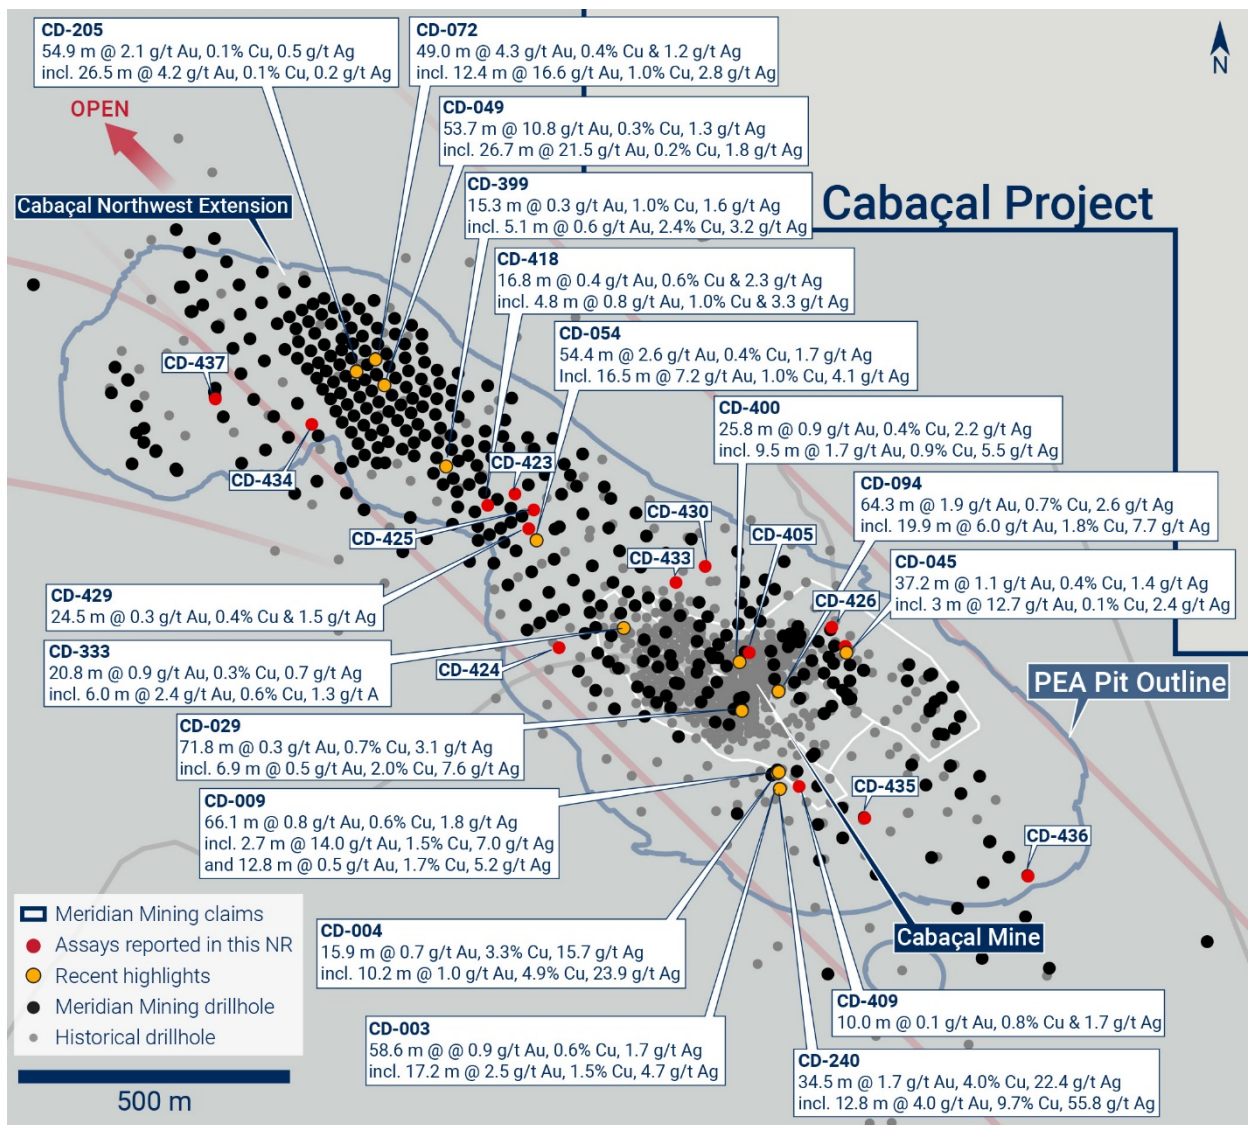 CD-205
54.9 m @ 2.1 g/t Au, 0.1% Cu, 0.5 g/t Ag
incl. 26.5 m @ 4.2 g/t Au, 0.1% Cu, 0.2 g/t Ag
CD-072
49.0 m @ 4.3 g/t Au, 0.4% Cu & 1.2 g/t Ag
incl. 12.4 m @ 16.6 g/t Au, 1.0% Cu, 2.8 g/t Ag
N
OPEN
CD-049
53.7 m @ 10.8 g/t Au, 0.3% Cu, 1.3 g/t Ag
incl. 26.7 m @ 21.5 g/t Au, 0.2% Cu, 1.8 g/t Ag
Cabaçal Northwest Extension
CD-399
15.3 m @ 0.3 g/t Au, 1.0% Cu, 1.6 g/t Ag
incl. 5.1 m @ 0.6 g/t Au, 2.4% Cu, 3.2 g/t Ag
Cabaçal Project
CD-418
16.8 m @ 0.4 g/t Au, 0.6% Cu & 2.3 g/t Ag
incl. 4.8 m @ 0.8 g/t Au, 1.0% Cu & 3.3 g/t Ag
CD-054
54.4 m @ 2.6 g/t Au, 0.4% Cu, 1.7 g/t Ag
Incl. 16.5 m @ 7.2 g/t Au, 1.0% Cu, 4.1 g/t Ag
CD-437
CD-400
25.8 m @ 0.9 g/t Au, 0.4% Cu, 2.2 g/t Ag
incl. 9.5 m @ 1.7 g/t Au, 0.9% Cu, 5.5 g/t Ag
CD-434
CD-423
CD-094
64.3 m @ 1.9 g/t Au, 0.7% Cu, 2.6 g/t Ag
incl. 19.9 m @ 6.0 g/t Au, 1.8% Cu, 7.7 g/t Ag
CD-430
CD-425
CD-405
CD-433
CD-045
37.2 m @ 1.1 g/t Au, 0.4% Cu, 1.4 g/t Ag
incl. 3 m @ 12.7 g/t Au, 0.1% Cu, 2.4 g/t Ag
CD-426
CD-429
24.5 m @ 0.3 g/t Au, 0.4% Cu & 1.5 g/t Ag
CD-333
20.8 m @ 0.9 g/t Au, 0.3% Cu, 0.7 g/t Ag
incl. 6.0 m @ 2.4 g/t Au, 0.6% Cu, 1.3 g/t A
CD-424
PEA Pit Outline
CD-029
71.8 m @ 0.3 g/t Au, 0.7% Cu, 3.1 g/t Ag
incl. 6.9 m @ 0.5 g/t Au, 2.0% Cu, 7.6 g/t Ag
CD-009
66.1 m @ 0.8 g/t Au, 0.6% Cu, 1.8 g/t Ag
incl. 2.7 m @ 14.0 g/t Au, 1.5% Cu, 7.0 g/t Ag
and 12.8 m @ 0.5 g/t Au, 1.7% Cu, 5.2 g/t Ag
CD-435
CD-436
Cabaçal Mine
CD-004
15.9 m @ 0.7 g/t Au, 3.3% Cu, 15.7 g/t Ag
incl. 10.2 m @ 1.0 g/t Au, 4.9% Cu, 23.9 g/t Ag
CD-409
10.0 m @ 0.1 g/t Au, 0.8% Cu & 1.7 g/t Ag
CD-003
58.6 m @ @ 0.9 g/t Au, 0.6% Cu, 1.7 g/t Ag
incl. 17.2 m @ 2.5 g/t Au, 1.5% Cu, 4.7 g/t Ag
CD-240
34.5 m @ 1.7 g/t Au, 4.0% Cu, 22.4 g/t Ag
incl. 12.8 m @ 4.0 g/t Au, 9.7% Cu, 55.8 g/t Ag
Meridian Mining claims
Assays reported in this NR
Recent highlights
Meridian Mining drillhole
Historical drillhole
500 m